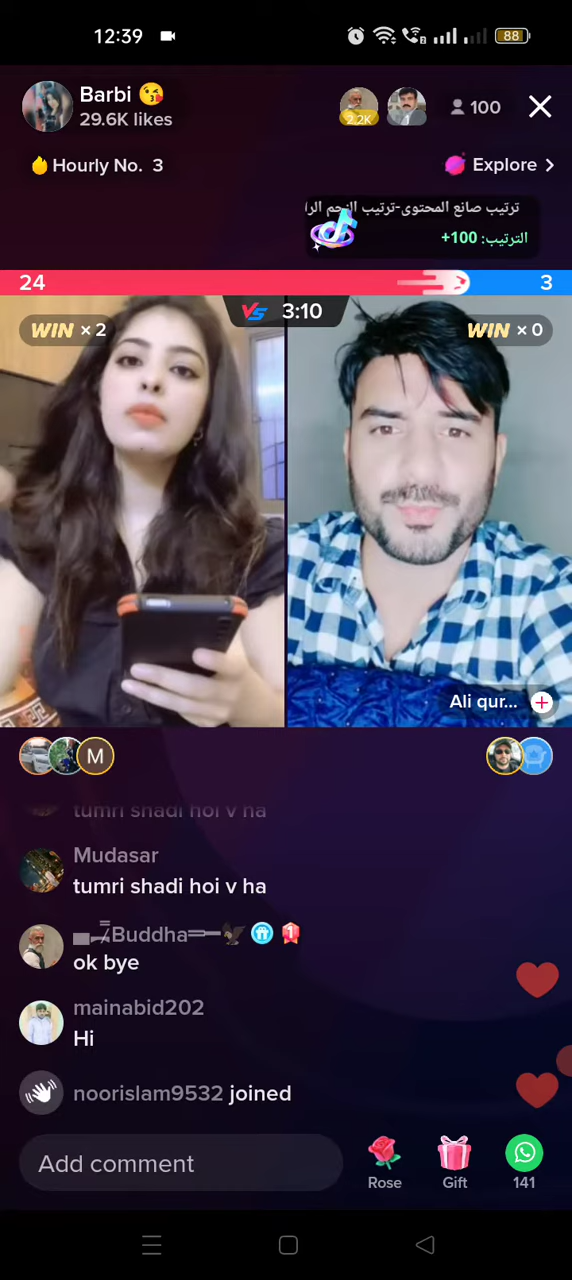 12:39
88
Barbi 😘
29.6K likes
2.2K
100
Hourly No. 3
Explore
ترتيب صانع المحتوى-ترتيب النجم الرا
الترتيب: 100+
24
3
VS 3:10
WIN × 2
WIN × 0
Ali qur...
M
tumri shadi hoi v ha
Mudasar
tumri shadi hoi v ha
Buddha
1
ok bye
mainabid202
Hi
noorislam9532 joined
Add comment
Rose
Gift
141